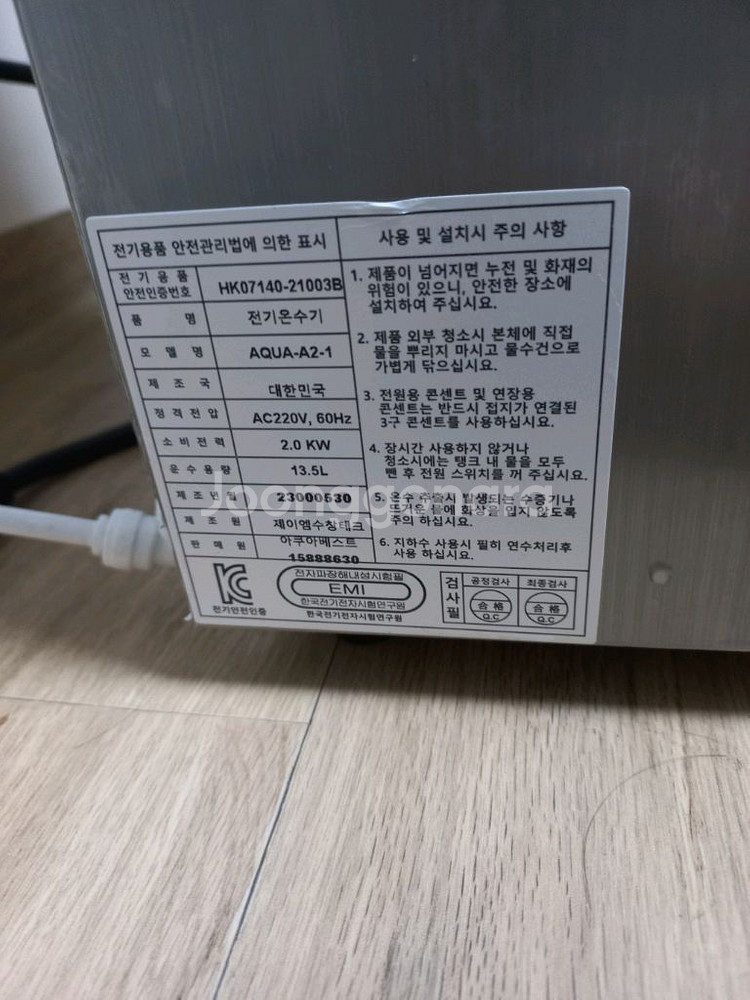 전기용품 안전관리법에 의한 표시
전기용품
안전인증번호
HK07140-21003B
품 명
전기온수기
모 델 명
AQUA-A2-1
제 조 국
대한민국
정격전압
AC220V, 60Hz
소비전력
2.0 KW
온수용량
13.5L
제조년월
23000530
제 조 원
제이엠수창테크
판 매 원
아쿠아베스트
15888630
사용 및 설치시 주의 사항
1. 제품이 넘어지면 누전 및 화재의
위험이 있으니, 안전한 장소에
설치하여 주십시요.
2. 제품 외부 청소시 본체에 직접
물을 뿌리지 마시고 물수건으로
가볍게 닦으십시요.
3. 전원용 콘센트 및 연장용
콘센트는 반드시 접지가 연결된
3구 콘센트를 사용하십시요.
4. 장시간 사용하지 않거나
청소시에는 탱크 내 물을 모두
뺀 후 전원 스위치를 꺼 주십시요.
5. 온수 추출시 발생되는 수증기나
뜨거운 물에 화상을 입지 않도록
주의 하십시요.
6. 지하수 사용시 필히 연수처리후
사용 하십시요.
전기안전인증
전자파장해내성시험필
EMI
한국전기전자시험연구원
한국전기전자시험연구원
검사필
공정검사
최종검사
合格
Q.C
合格
Q.C
Joonggonara